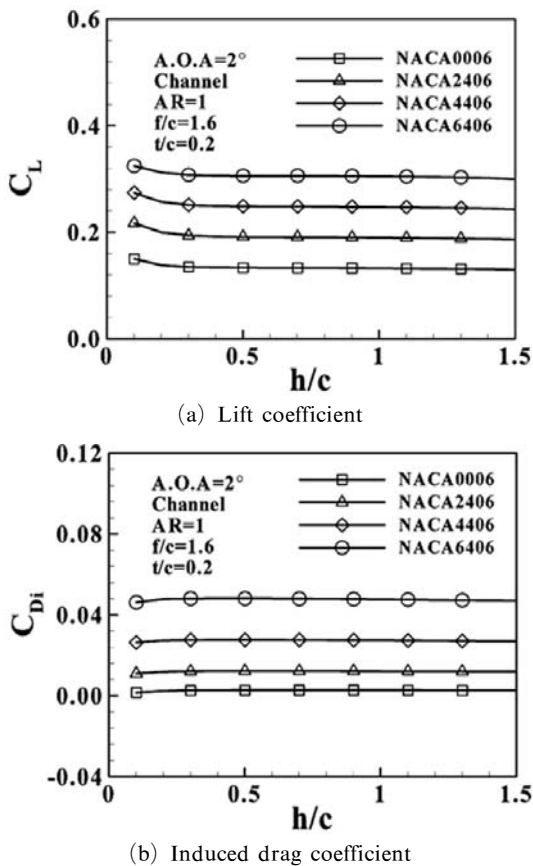 0.6
A.O.A=2°
Channel
AR=1
f/c=1.6
t/c=0.2
NACA0006
NACA2406
NACA4406
NACA6406
0.4
C_L
0.2
0.0
0.5
1
1.5
h/c
(a) Lift coefficient
0.12
A.O.A=2°
Channel
AR=1
f/c=1.6
t/c=0.2
NACA0006
NACA2406
NACA4406
NACA6406
0.08
C_Di
0.04
0.00
-0.04
0.5
1
1.5
h/c
(b) Induced drag coefficient